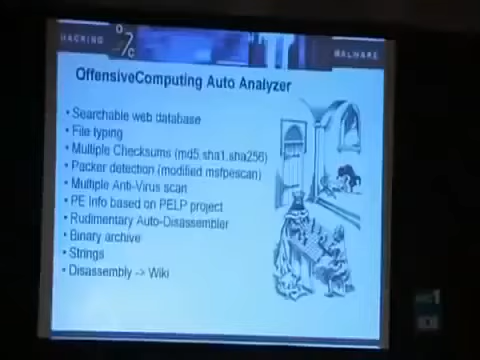 HACKING
MALWARE
OffensiveComputing Auto Analyzer
Searchable web database
File typing
Multiple Checksums (md5,sha1,sha256)
Packer detection (modified msfpescan)
Multiple Anti-Virus scan
PE Info based on PELP project
Rudimentary Auto-Disassembler
Binary archive
Strings
Disassembly -> Wiki